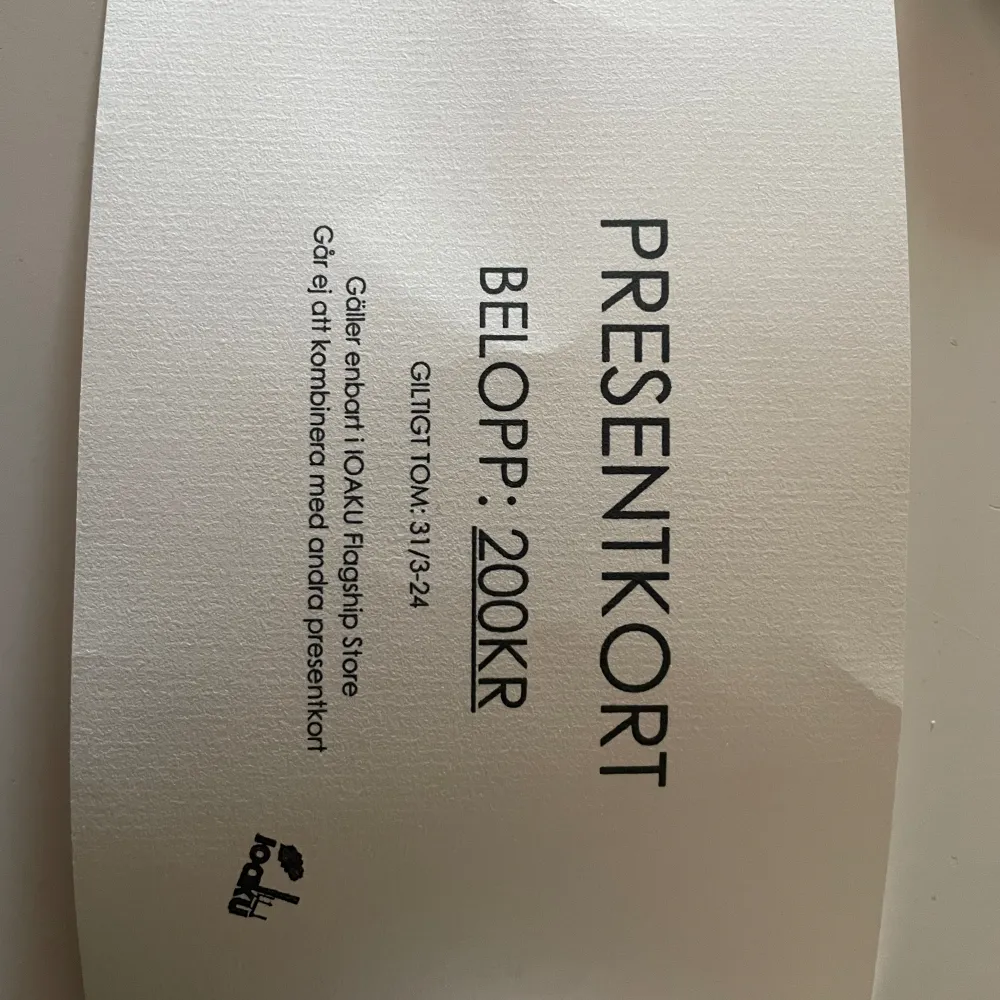 PRESENTKORT
BELOPP: 200KR
GILTIGT TOM: 31/3-24
Gäller enbart i IOAKU Flagship Store
Går ej att kombinera med andra presentkort
Ioaku